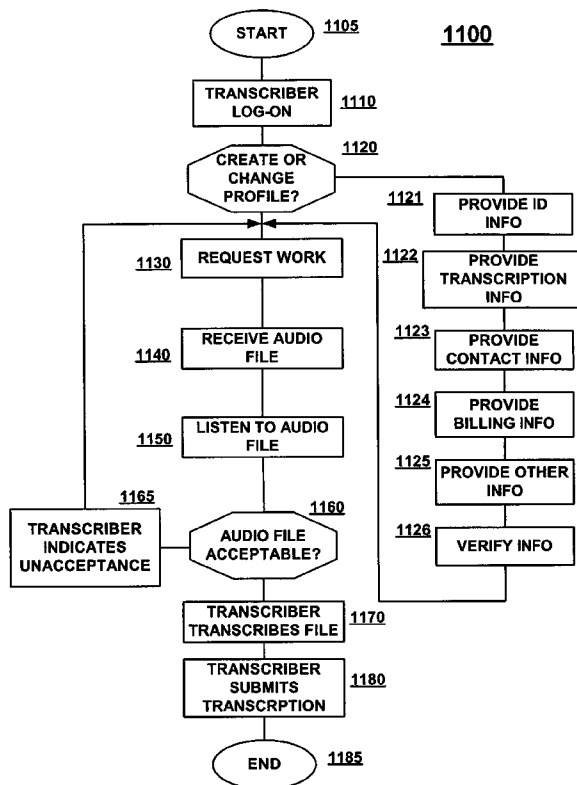 1105
START
1100
TRANSCRIBER
LOG-ON
1110
1120
CREATE OR
CHANGE
PROFILE?
1121
PROVIDE ID
INFO
1122
PROVIDE
TRANSCRIPTION
INFO
1123
PROVIDE
CONTACT INFO
1124
PROVIDE
BILLING INFO
1125
PROVIDE OTHER
INFO
1126
VERIFY INFO
1130
REQUEST WORK
1140
RECEIVE AUDIO
FILE
1150
LISTEN TO AUDIO
FILE
1160
AUDIO FILE
ACCEPTABLE?
1165
TRANSCRIBER
INDICATES
UNACCEPTANCE
TRANSCRIBER
TRANSCRIBES FILE
1170
TRANSCRIBER
SUBMITS
TRANSCRPTION
1180
END
1185